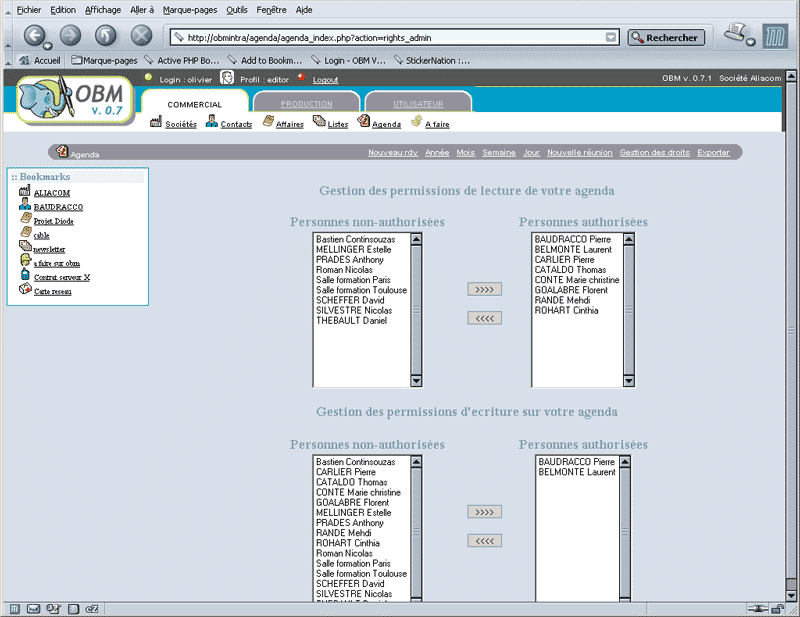 Fichier Edition Affichage Aller à Marque-pages Outils Fenêtre Aide
http://obmintra/agenda/agenda_index.php?action=rights_admin Rechercher
Accueil Marque-pages Active PHP Bo... Add to Bookm... Login - OBM V... StickerNation :...
Login : olivier Profil : editor Logout OBM v. 0.7.1 Société Aliacom
OBM
v. 0.7
COMMERCIAL PRODUCTION UTILISATEUR
Sociétés Contacts Affaires Listes Agenda A faire
Agenda Nouveau rdv Année Mois Semaine Jour Nouvelle réunion Gestion des droits Exporter
:: Bookmarks
ALIACOM
BAUDRACCO
Projet Diode
cable
newsletter
a faire sur obm
Contrat serveur X
Carte reseau
Gestion des permissions de lecture de votre agenda
Personnes non-authorisées
Bastien Continsouzas
MELLINGER Estelle
PRADES Anthony
Roman Nicolas
Salle formation Paris
Salle formation Toulouse
SCHEFFER David
SILVESTRE Nicolas
THEBAULT Daniel
>>>>
<<<<
Personnes authorisées
BAUDRACCO Pierre
BELMONTE Laurent
CARLIER Pierre
CATALDO Thomas
CONTE Marie christine
GOALABRE Florent
RANDE Mehdi
ROHART Cinthia
Gestion des permissions d'ecriture sur votre agenda
Personnes non-authorisées
Bastien Continsouzas
CARLIER Pierre
CATALDO Thomas
CONTE Marie christine
GOALABRE Florent
MELLINGER Estelle
PRADES Anthony
RANDE Mehdi
ROHART Cinthia
Roman Nicolas
Salle formation Paris
Salle formation Toulouse
SCHEFFER David
SILVESTRE Nicolas
THEBAULT Daniel
>>>>
<<<<
Personnes authorisées
BAUDRACCO Pierre
BELMONTE Laurent